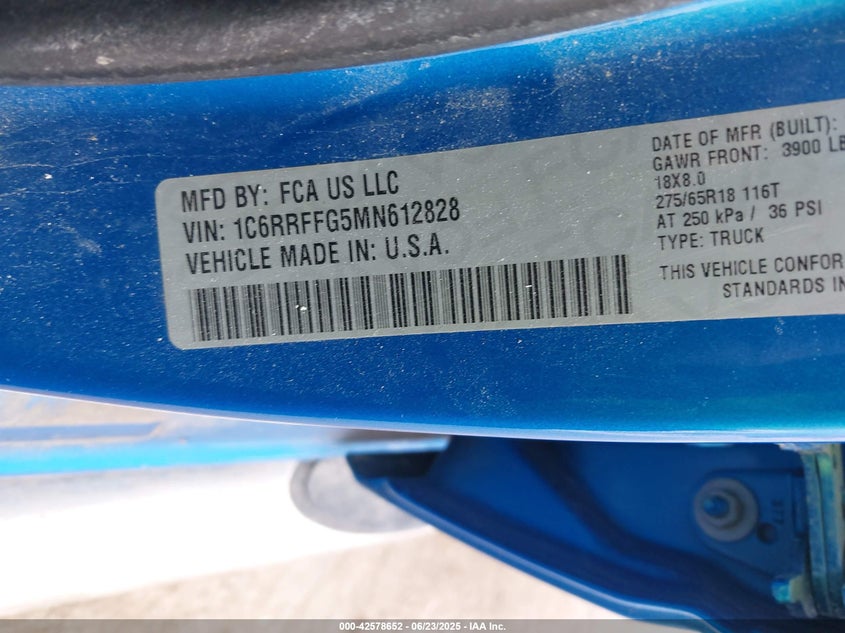 MFD BY: FCA US LLC
VIN: 1C6RRFFG5MN612828
VEHICLE MADE IN: U.S.A.
DATE OF MFR (BUILT):
GAWR FRONT: 3900 LB
18X8.0
275/65R18 116T
AT 250 kPa / 36 PSI
TYPE: TRUCK
THIS VEHICLE CONFOR
STANDARDS IN
377
000-42578652 - 06/23/2025 - IAA Inc.